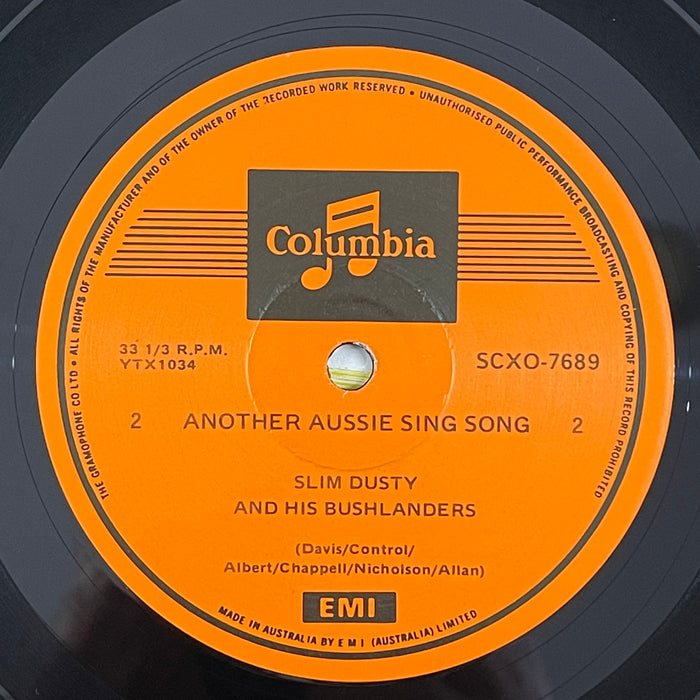 THE GRAMOPHONE CO LTD • ALL RIGHTS OF THE MANUFACTURER AND OF THE OWNER OF THE RECORDED WORK RESERVED • UNAUTHORISED PUBLIC PERFORMANCE BROADCASTING AND COPYING OF THIS RECORD PROHIBITED
Columbia
33 1/3 R.P.M.
YTX1034
SCXO-7689
2 ANOTHER AUSSIE SING SONG 2
SLIM DUSTY
AND HIS BUSHLANDERS
(Davis/Control/
Albert/Chappell/Nicholson/Allan)
EMI
MADE IN AUSTRALIA BY E M I (AUSTRALIA) LIMITED